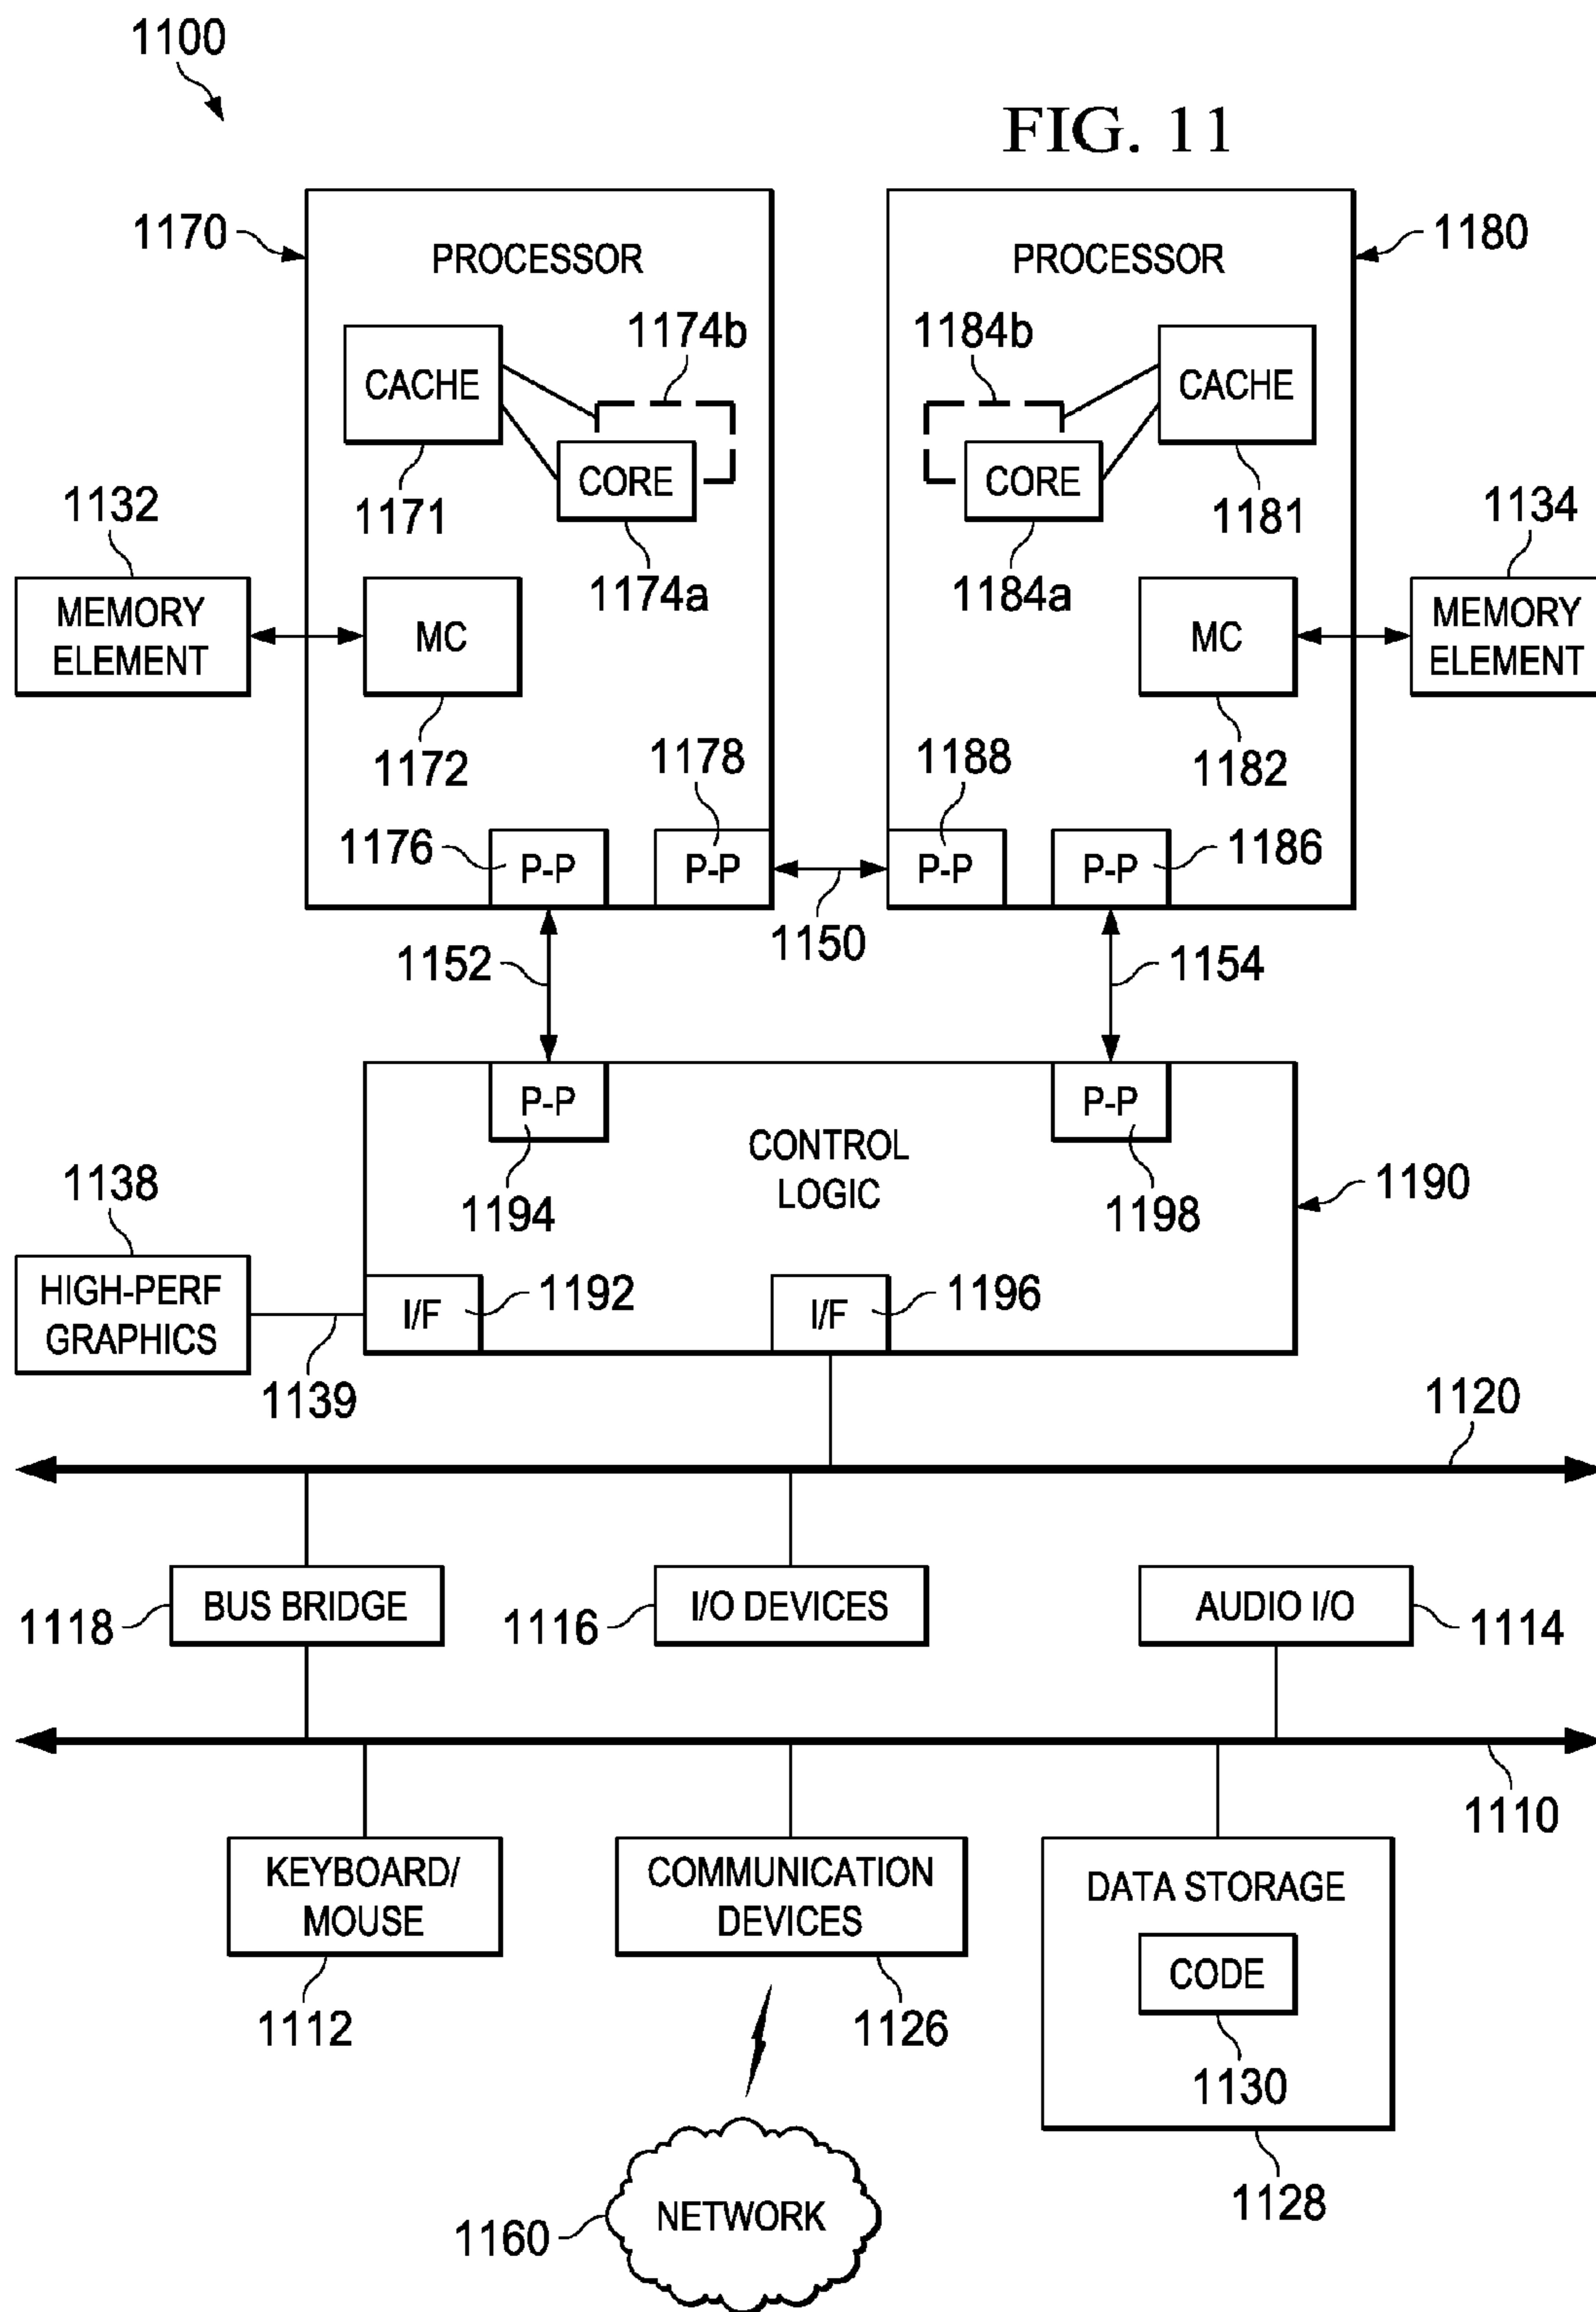 1100
FIG. 11
1170
PROCESSOR
PROCESSOR
1180
1174b
1184b
CACHE
CACHE
CORE
CORE
1132
1171
1181
1134
1174a
1184a
MEMORY
ELEMENT
MC
MC
MEMORY
ELEMENT
1172
1178
1188
1182
1176
P-P
P-P
P-P
P-P
1186
1150
1152
1154
P-P
P-P
CONTROL
LOGIC
1138
1194
1198
1190
HIGH-PERF
GRAPHICS
I/F
1192
I/F
1196
1139
1120
BUS BRIDGE
I/O DEVICES
AUDIO I/O
1118
1116
1114
1110
KEYBOARD/
MOUSE
COMMUNICATION
DEVICES
DATA STORAGE
CODE
1112
1126
1130
1128
NETWORK
1160